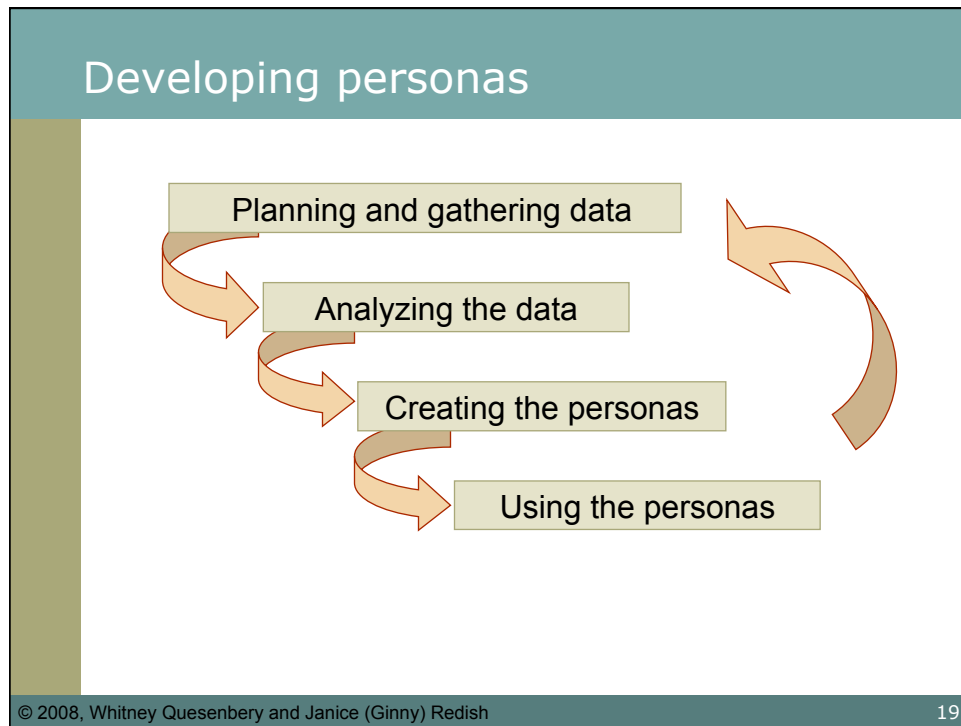 Developing personas
Planning and gathering data
Analyzing the data
Creating the personas
Using the personas
© 2008, Whitney Quesenbery and Janice (Ginny) Redish
19